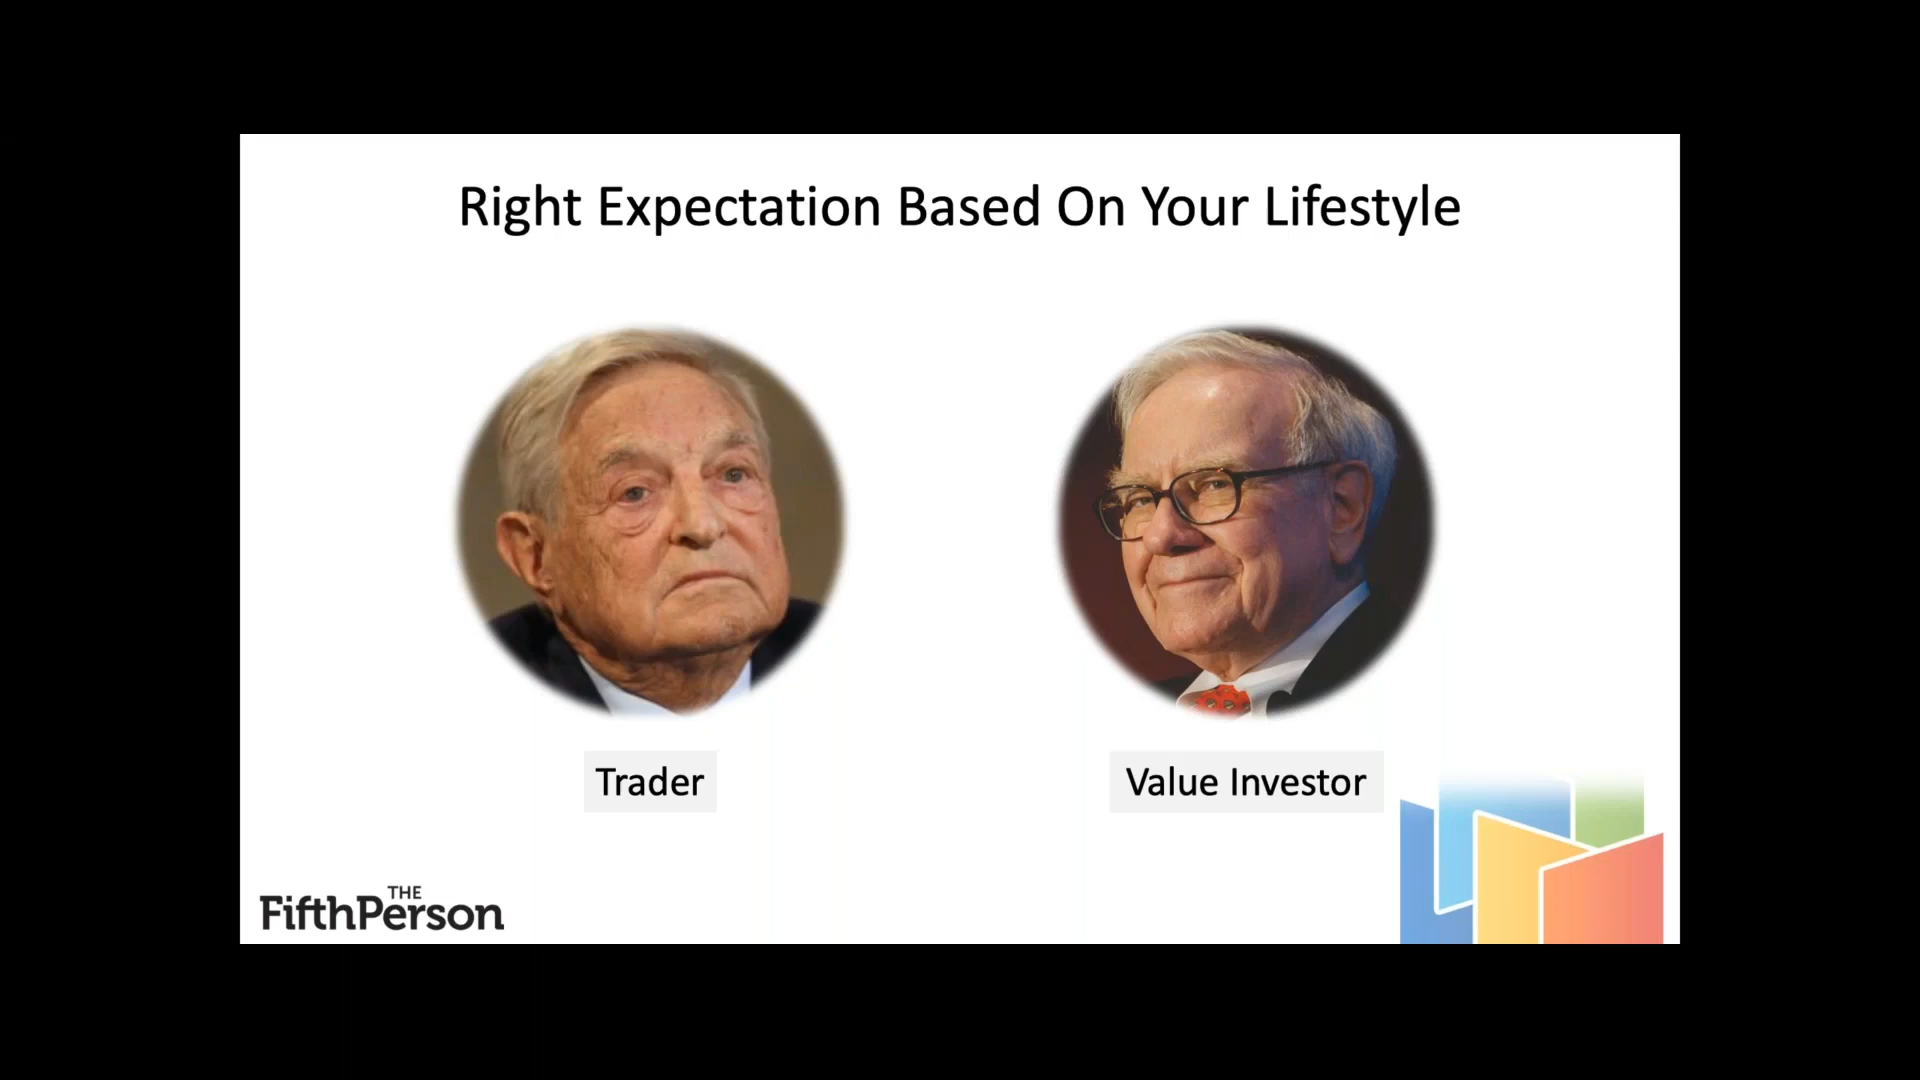 Right Expectation Based On Your Lifestyle
Trader
Value Investor
THE
FifthPerson